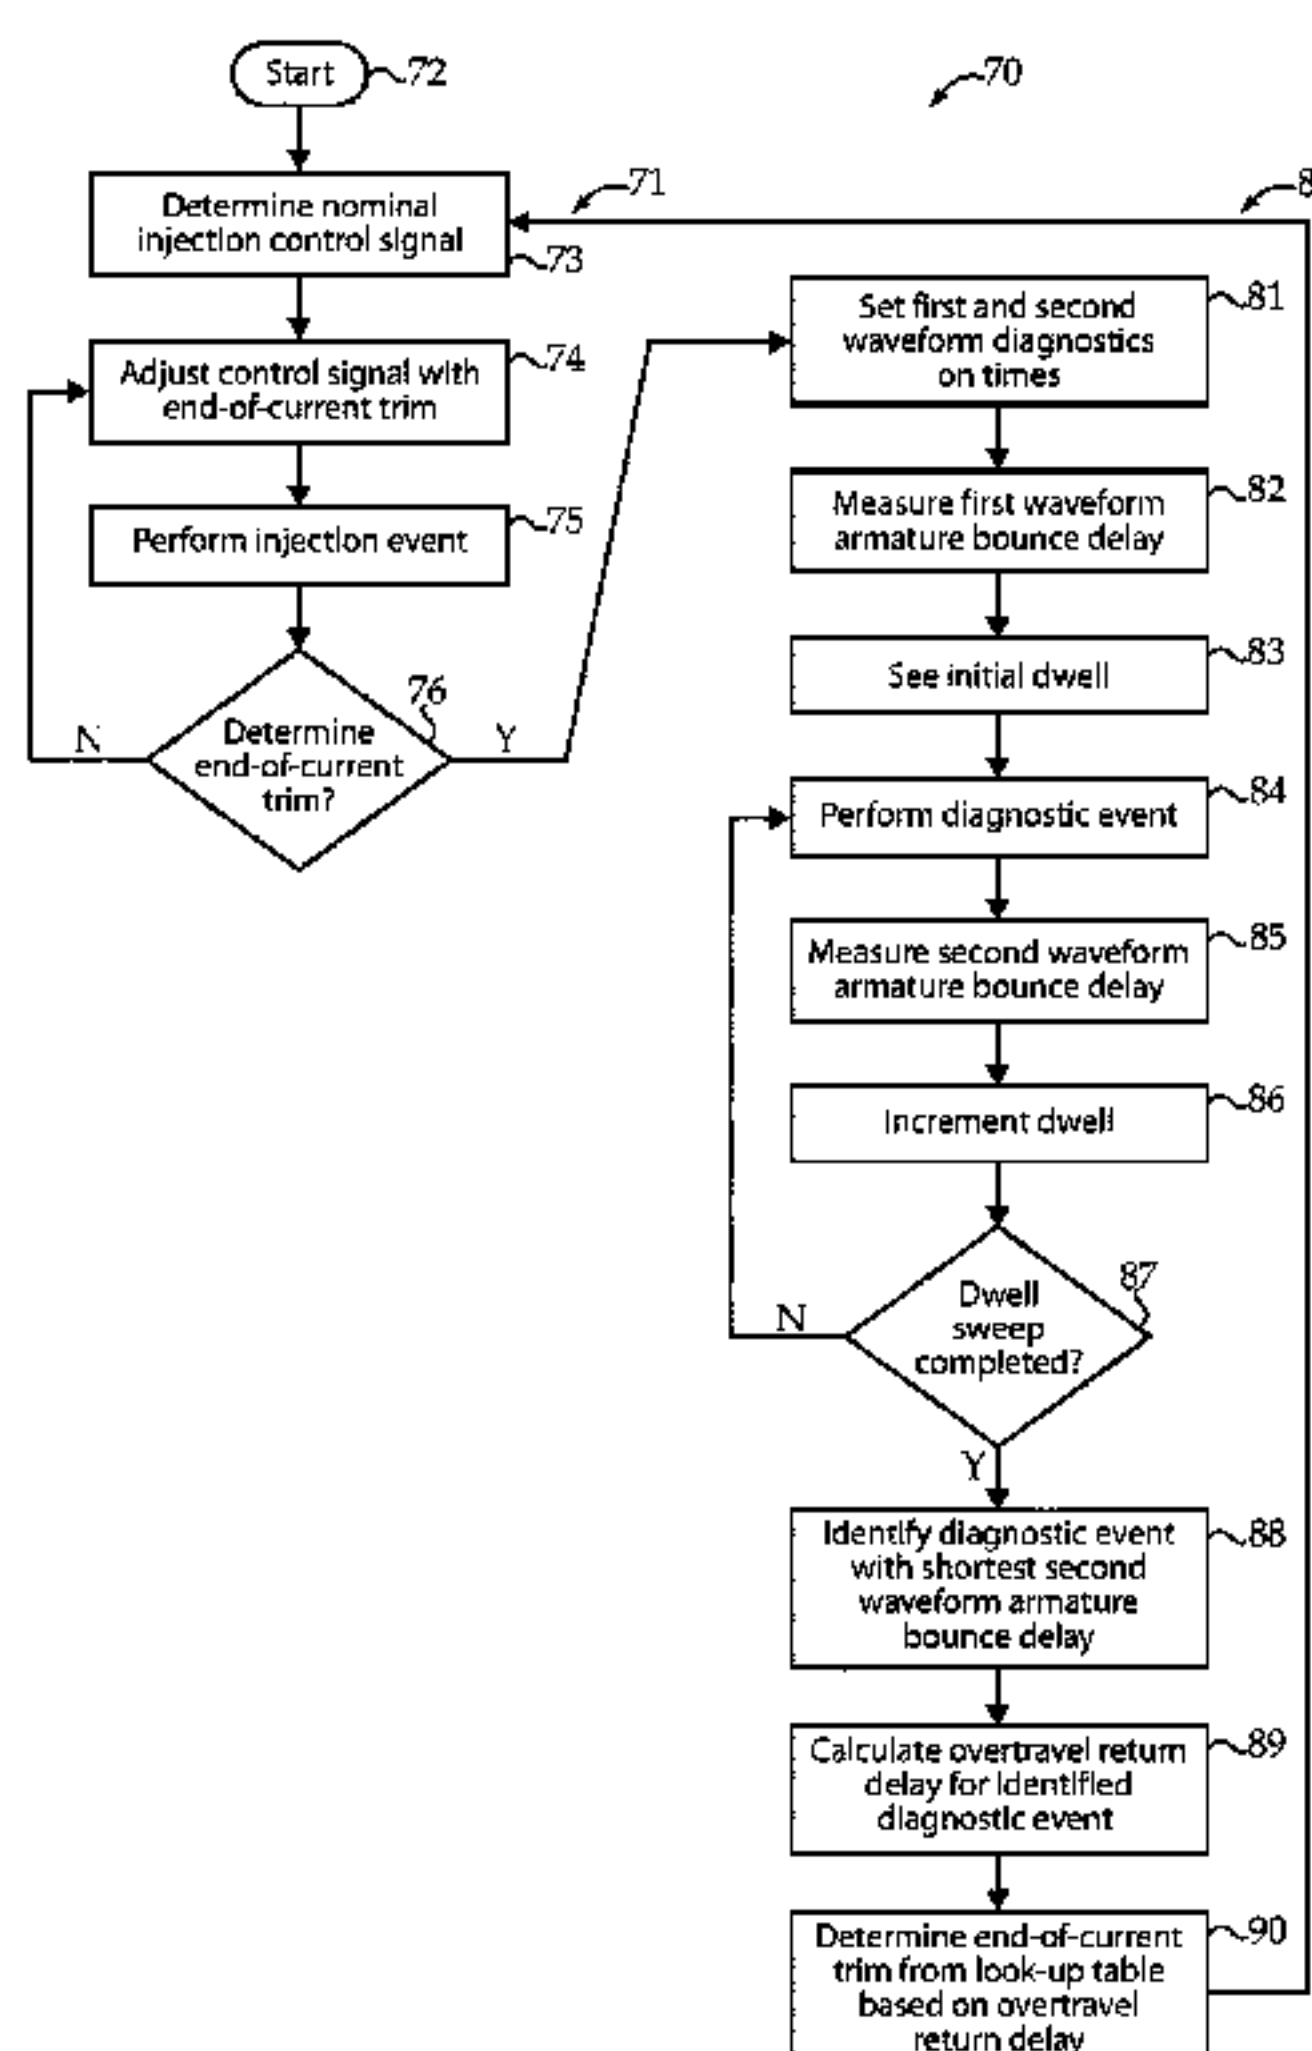 Start
72
70
71
8
Determine nominal
injection control signal
73
Adjust control signal with
end-of-current trim
74
Perform injection event
75
76
Determine
end-of-current
trim?
N
Y
Set first and second
waveform diagnostics
on times
81
Measure first waveform
armature bounce delay
82
See initial dwell
83
Perform diagnostic event
84
Measure second waveform
armature bounce delay
85
Increment dwell
86
87
Dwell
sweep
completed?
N
Y
Identify diagnostic event
with shortest second
waveform armature
bounce delay
88
Calculate overtravel return
delay for identified
diagnostic event
89
Determine end-of-current
trim from look-up table
based on overtravel
return delay
90